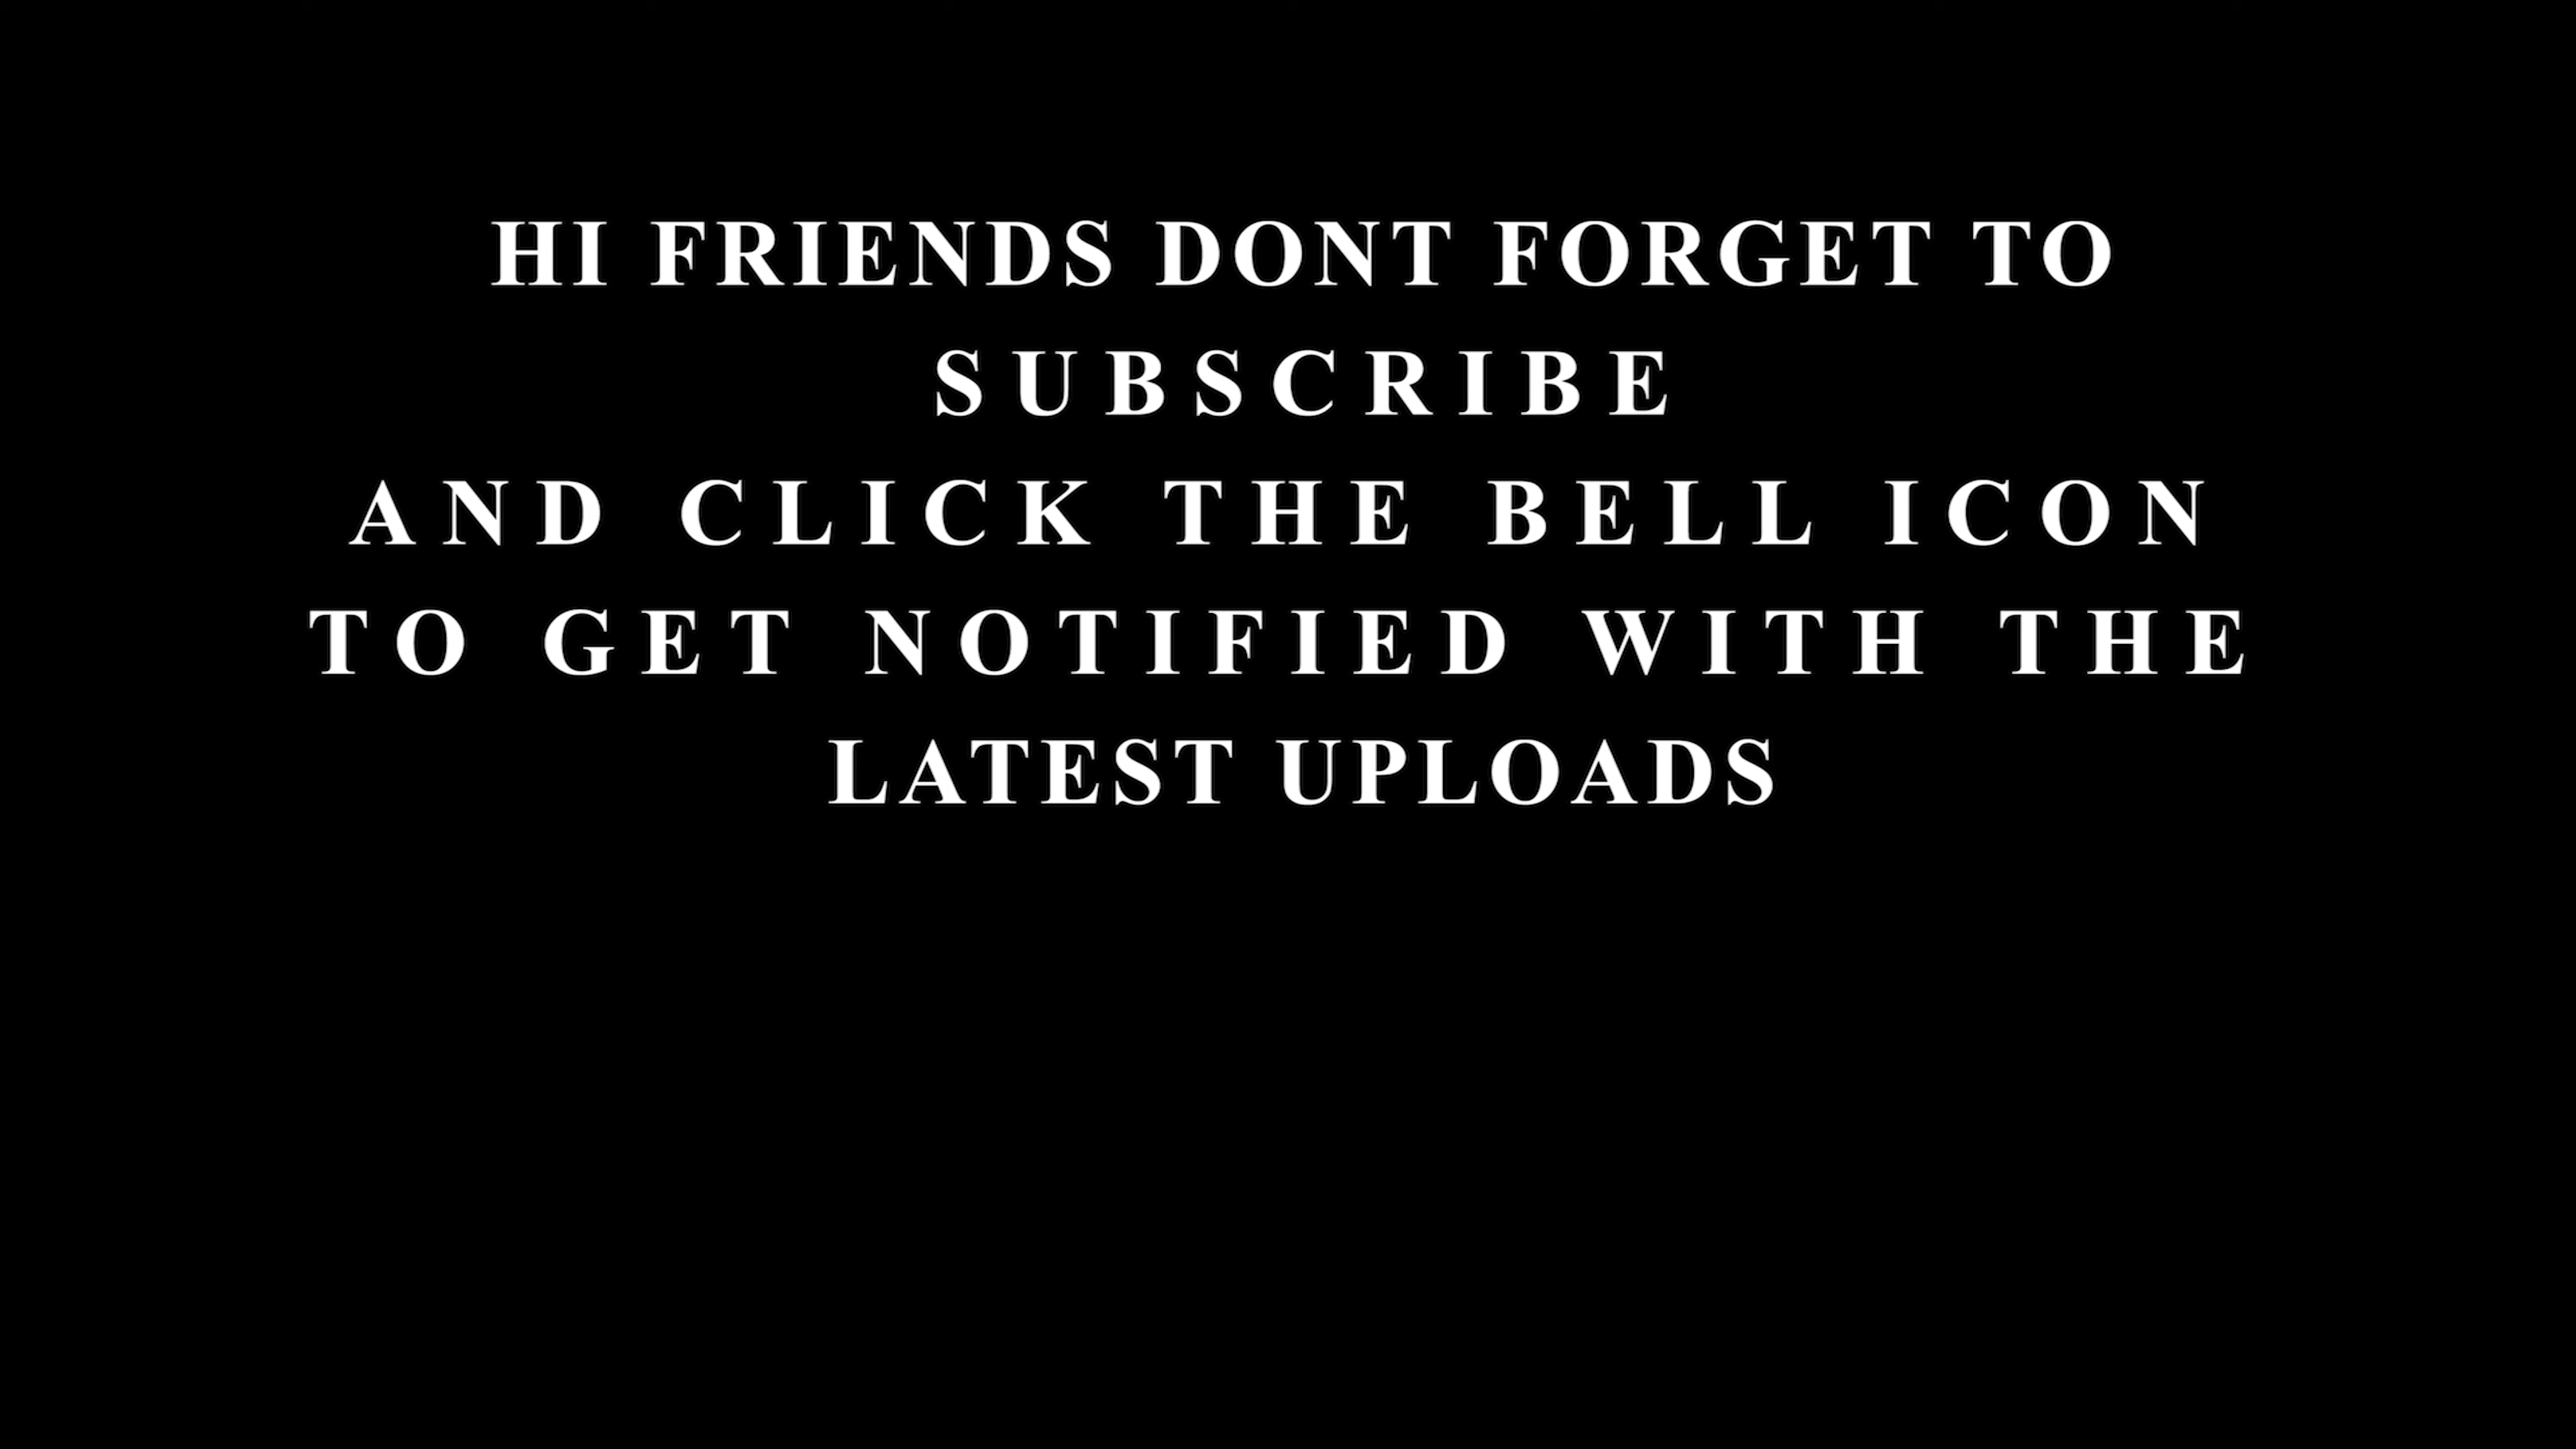 HI FRIENDS DONT FORGET TO
SUBSCRIBE
AND CLICK THE BELL ICON
TO GET NOTIFIED WITH THE
LATEST UPLOADS